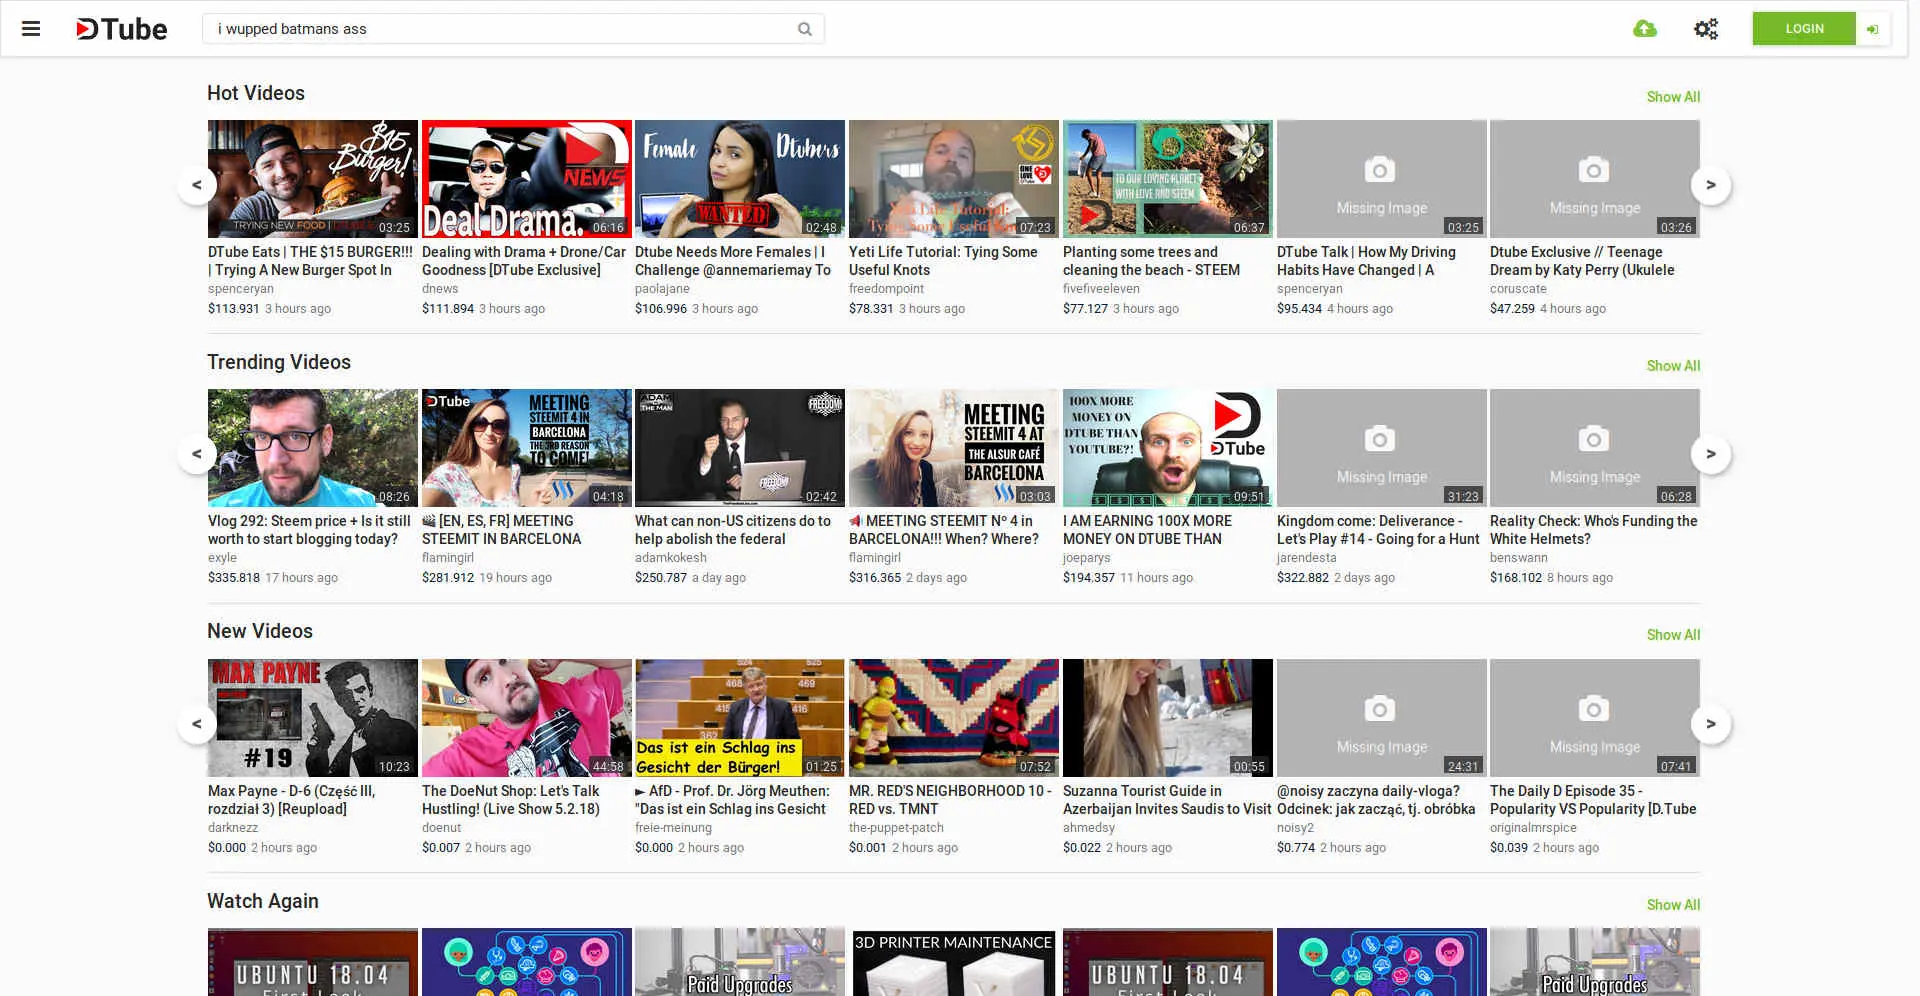 DTube
i wupped batmans ass
LOGIN
Hot Videos
Show All
$15
Burger!
TRYING NEW FOOD |
03:25
NEWS
Deal Drama.
06:16
Female Dtubers
WANTED
02:48
ONE LOVE
Yeti Life Tutorial:
Tying Some Useful
07:23
TO OUR LOVING PLANET
WITH LOVE AND STEEM
06:37
Missing Image
03:25
Missing Image
03:26
<
>
DTube Eats | THE $15 BURGER!!!
| Trying A New Burger Spot In
spenceryan
$113.931 3 hours ago
Dealing with Drama + Drone/Car
Goodness [DTube Exclusive]
dnews
$111.894 3 hours ago
Dtube Needs More Females | I
Challenge @annemariemay To
paolajane
$106.996 3 hours ago
Yeti Life Tutorial: Tying Some
Useful Knots
freedompoint
$78.331 3 hours ago
Planting some trees and
cleaning the beach - STEEM
fivefiveeleven
$77.127 3 hours ago
DTube Talk | How My Driving
Habits Have Changed | A
spenceryan
$95.434 4 hours ago
Dtube Exclusive // Teenage
Dream by Katy Perry (Ukulele
coruscate
$47.259 4 hours ago
Trending Videos
Show All
08:26
DTube
MEETING
STEEMIT 4 IN
BARCELONA
THE 3RD REASON
TO COME!
04:18
ADAM
THE MAN
FREEDOM!
FREEDOM!
02:42
MEETING
STEEMIT 4 AT
THE ALSUR CAFÉ
BARCELONA
03:03
100X MORE
MONEY ON
DTUBE THAN
YOUTUBE?!
DTube
09:51
Missing Image
31:23
Missing Image
06:28
<
>
Vlog 292: Steem price + Is it still
worth to start blogging today?
exyle
$335.818 17 hours ago
🎬 [EN, ES, FR] MEETING
STEEMIT IN BARCELONA
flamingirl
$281.912 19 hours ago
What can non-US citizens do to
help abolish the federal
adamkokesh
$250.787 a day ago
📢 MEETING STEEMIT Nº 4 in
BARCELONA!!! When? Where?
flamingirl
$316.365 2 days ago
I AM EARNING 100X MORE
MONEY ON DTUBE THAN
joeparys
$194.357 11 hours ago
Kingdom come: Deliverance -
Let's Play #14 - Going for a Hunt
jarendesta
$322.882 2 days ago
Reality Check: Who's Funding the
White Helmets?
benswann
$168.102 8 hours ago
New Videos
Show All
MAX PAYNE
#19
10:23
44:58
524 525
468 469
415 416
362
Das ist ein Schlag ins
Gesicht der Bürger!
01:25
07:52
00:55
Missing Image
24:31
Missing Image
07:41
<
>
Max Payne - D-6 (Część III,
rozdział 3) [Reupload]
darknezz
$0.000 2 hours ago
The DoeNut Shop: Let's Talk
Hustling! (Live Show 5.2.18)
doenut
$0.007 2 hours ago
► AfD - Prof. Dr. Jörg Meuthen:
"Das ist ein Schlag ins Gesicht
freie-meinung
$0.000 2 hours ago
MR. RED'S NEIGHBORHOOD 10 -
RED vs. TMNT
the-puppet-patch
$0.001 2 hours ago
Suzanna Tourist Guide in
Azerbaijan Invites Saudis to Visit
ahmedsy
$0.022 2 hours ago
@noisy zaczyna daily-vloga?
Odcinek: jak zacząć, tj. obróbka
noisy2
$0.774 2 hours ago
The Daily D Episode 35 -
Popularity VS Popularity [D.Tube
originalmrspice
$0.039 2 hours ago
Watch Again
Show All
UBUNTU 18.04
First Look
Paid Upgrades
3D PRINTER MAINTENANCE
UBUNTU 18.04
First Look
Paid Upgrades